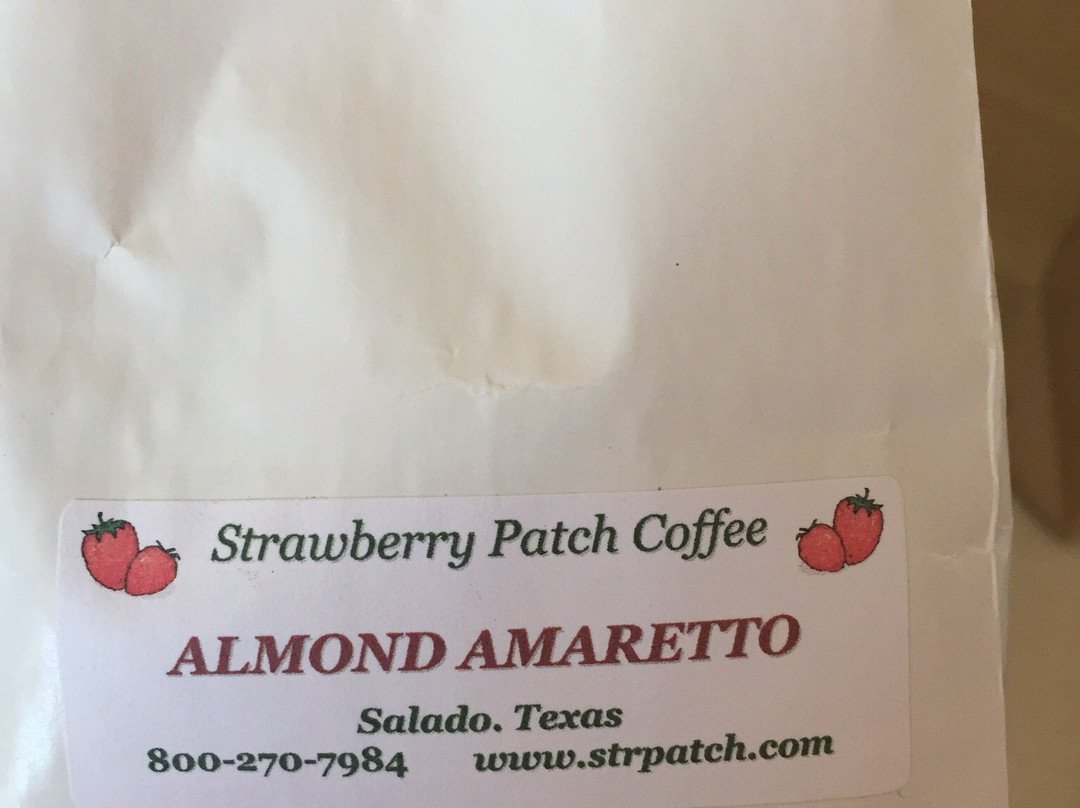 Strawberry Patch Coffee
ALMOND AMARETTO
Salado. Texas
800-270-7984 www.strpatch.com